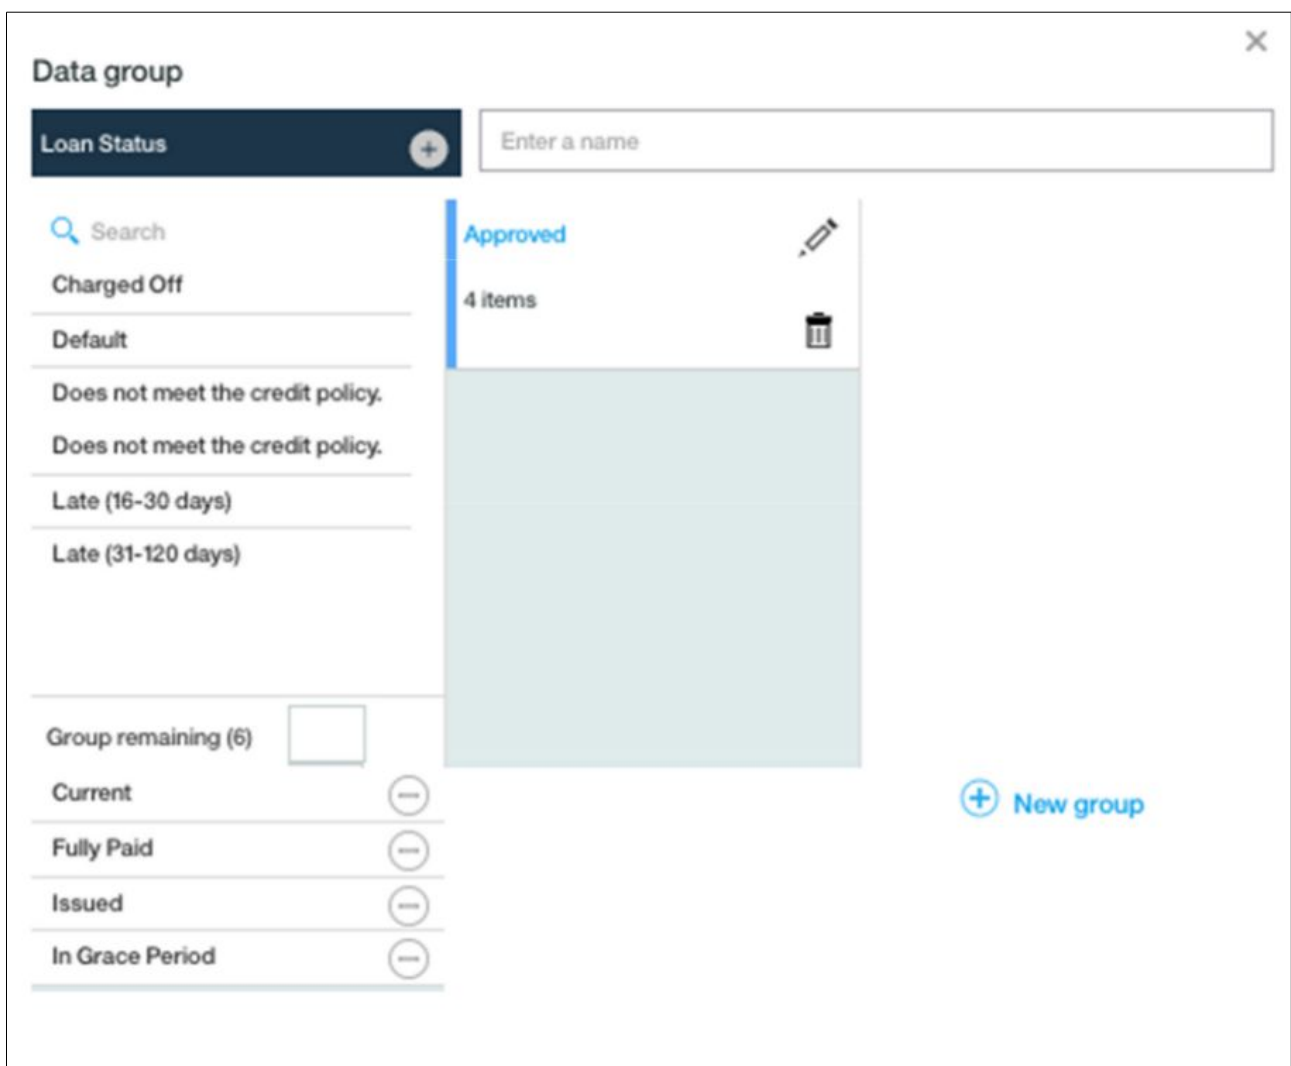 Data group
Loan Status
Enter a name
Search
Charged Off
Default
Does not meet the credit policy.
Does not meet the credit policy.
Late (16-30 days)
Late (31-120 days)
Approved
4 items
Group remaining (6)
Current
Fully Paid
Issued
In Grace Period
New group